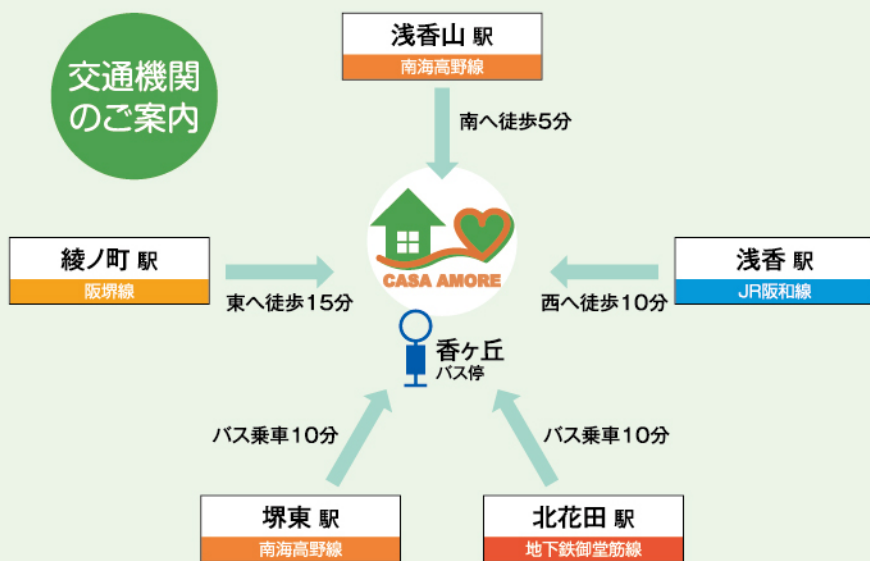 交通機関
のご案内
浅香山 駅
南海高野線
南へ徒歩5分
綾ノ町 駅
阪堺線
東へ徒歩15分
CASA AMORE
浅香 駅
JR阪和線
西へ徒歩10分
香ヶ丘
バス停
バス乗車10分
バス乗車10分
堺東 駅
南海高野線
北花田 駅
地下鉄御堂筋線